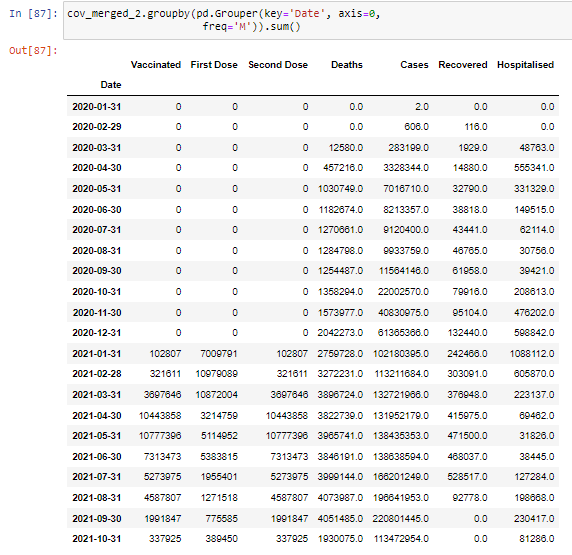 In [87]: cov_merged_2.groupby(pd.Grouper(key='Date', axis=0,
freq='M')).sum()
Out[87]:
Vaccinated First Dose Second Dose Deaths Cases Recovered Hospitalised
Date
2020-01-31 0 0 0 0.0 2.0 0.0 0.0
2020-02-29 0 0 0 0.0 606.0 116.0 0.0
2020-03-31 0 0 0 12580.0 283199.0 1929.0 48763.0
2020-04-30 0 0 0 457216.0 3328344.0 14880.0 555341.0
2020-05-31 0 0 0 1030749.0 7016710.0 32790.0 331329.0
2020-06-30 0 0 0 1182674.0 8213357.0 38818.0 149515.0
2020-07-31 0 0 0 1270661.0 9120400.0 43441.0 62114.0
2020-08-31 0 0 0 1284798.0 9933759.0 46765.0 30756.0
2020-09-30 0 0 0 1254487.0 11564146.0 61958.0 39421.0
2020-10-31 0 0 0 1358294.0 22002570.0 79916.0 208613.0
2020-11-30 0 0 0 1573977.0 40830975.0 95104.0 476202.0
2020-12-31 0 0 0 2042273.0 61365366.0 132440.0 598842.0
2021-01-31 102807 7009791 102807 2759728.0 102180395.0 242466.0 1088112.0
2021-02-28 321611 10979089 321611 3272231.0 113211684.0 303091.0 605870.0
2021-03-31 3697646 10872004 3697646 3896724.0 132721966.0 376948.0 223137.0
2021-04-30 10443858 3214759 10443858 3822739.0 131952179.0 415975.0 69462.0
2021-05-31 10777396 5114952 10777396 3965741.0 138435353.0 471500.0 31826.0
2021-06-30 7313473 5383815 7313473 3846191.0 138638594.0 468037.0 38445.0
2021-07-31 5273975 1955401 5273975 3999144.0 166201249.0 528517.0 127284.0
2021-08-31 4587807 1271518 4587807 4073987.0 196641953.0 92778.0 198668.0
2021-09-30 1991847 775585 1991847 4051485.0 220801445.0 0.0 230417.0
2021-10-31 337925 389450 337925 1930075.0 113472954.0 0.0 81286.0